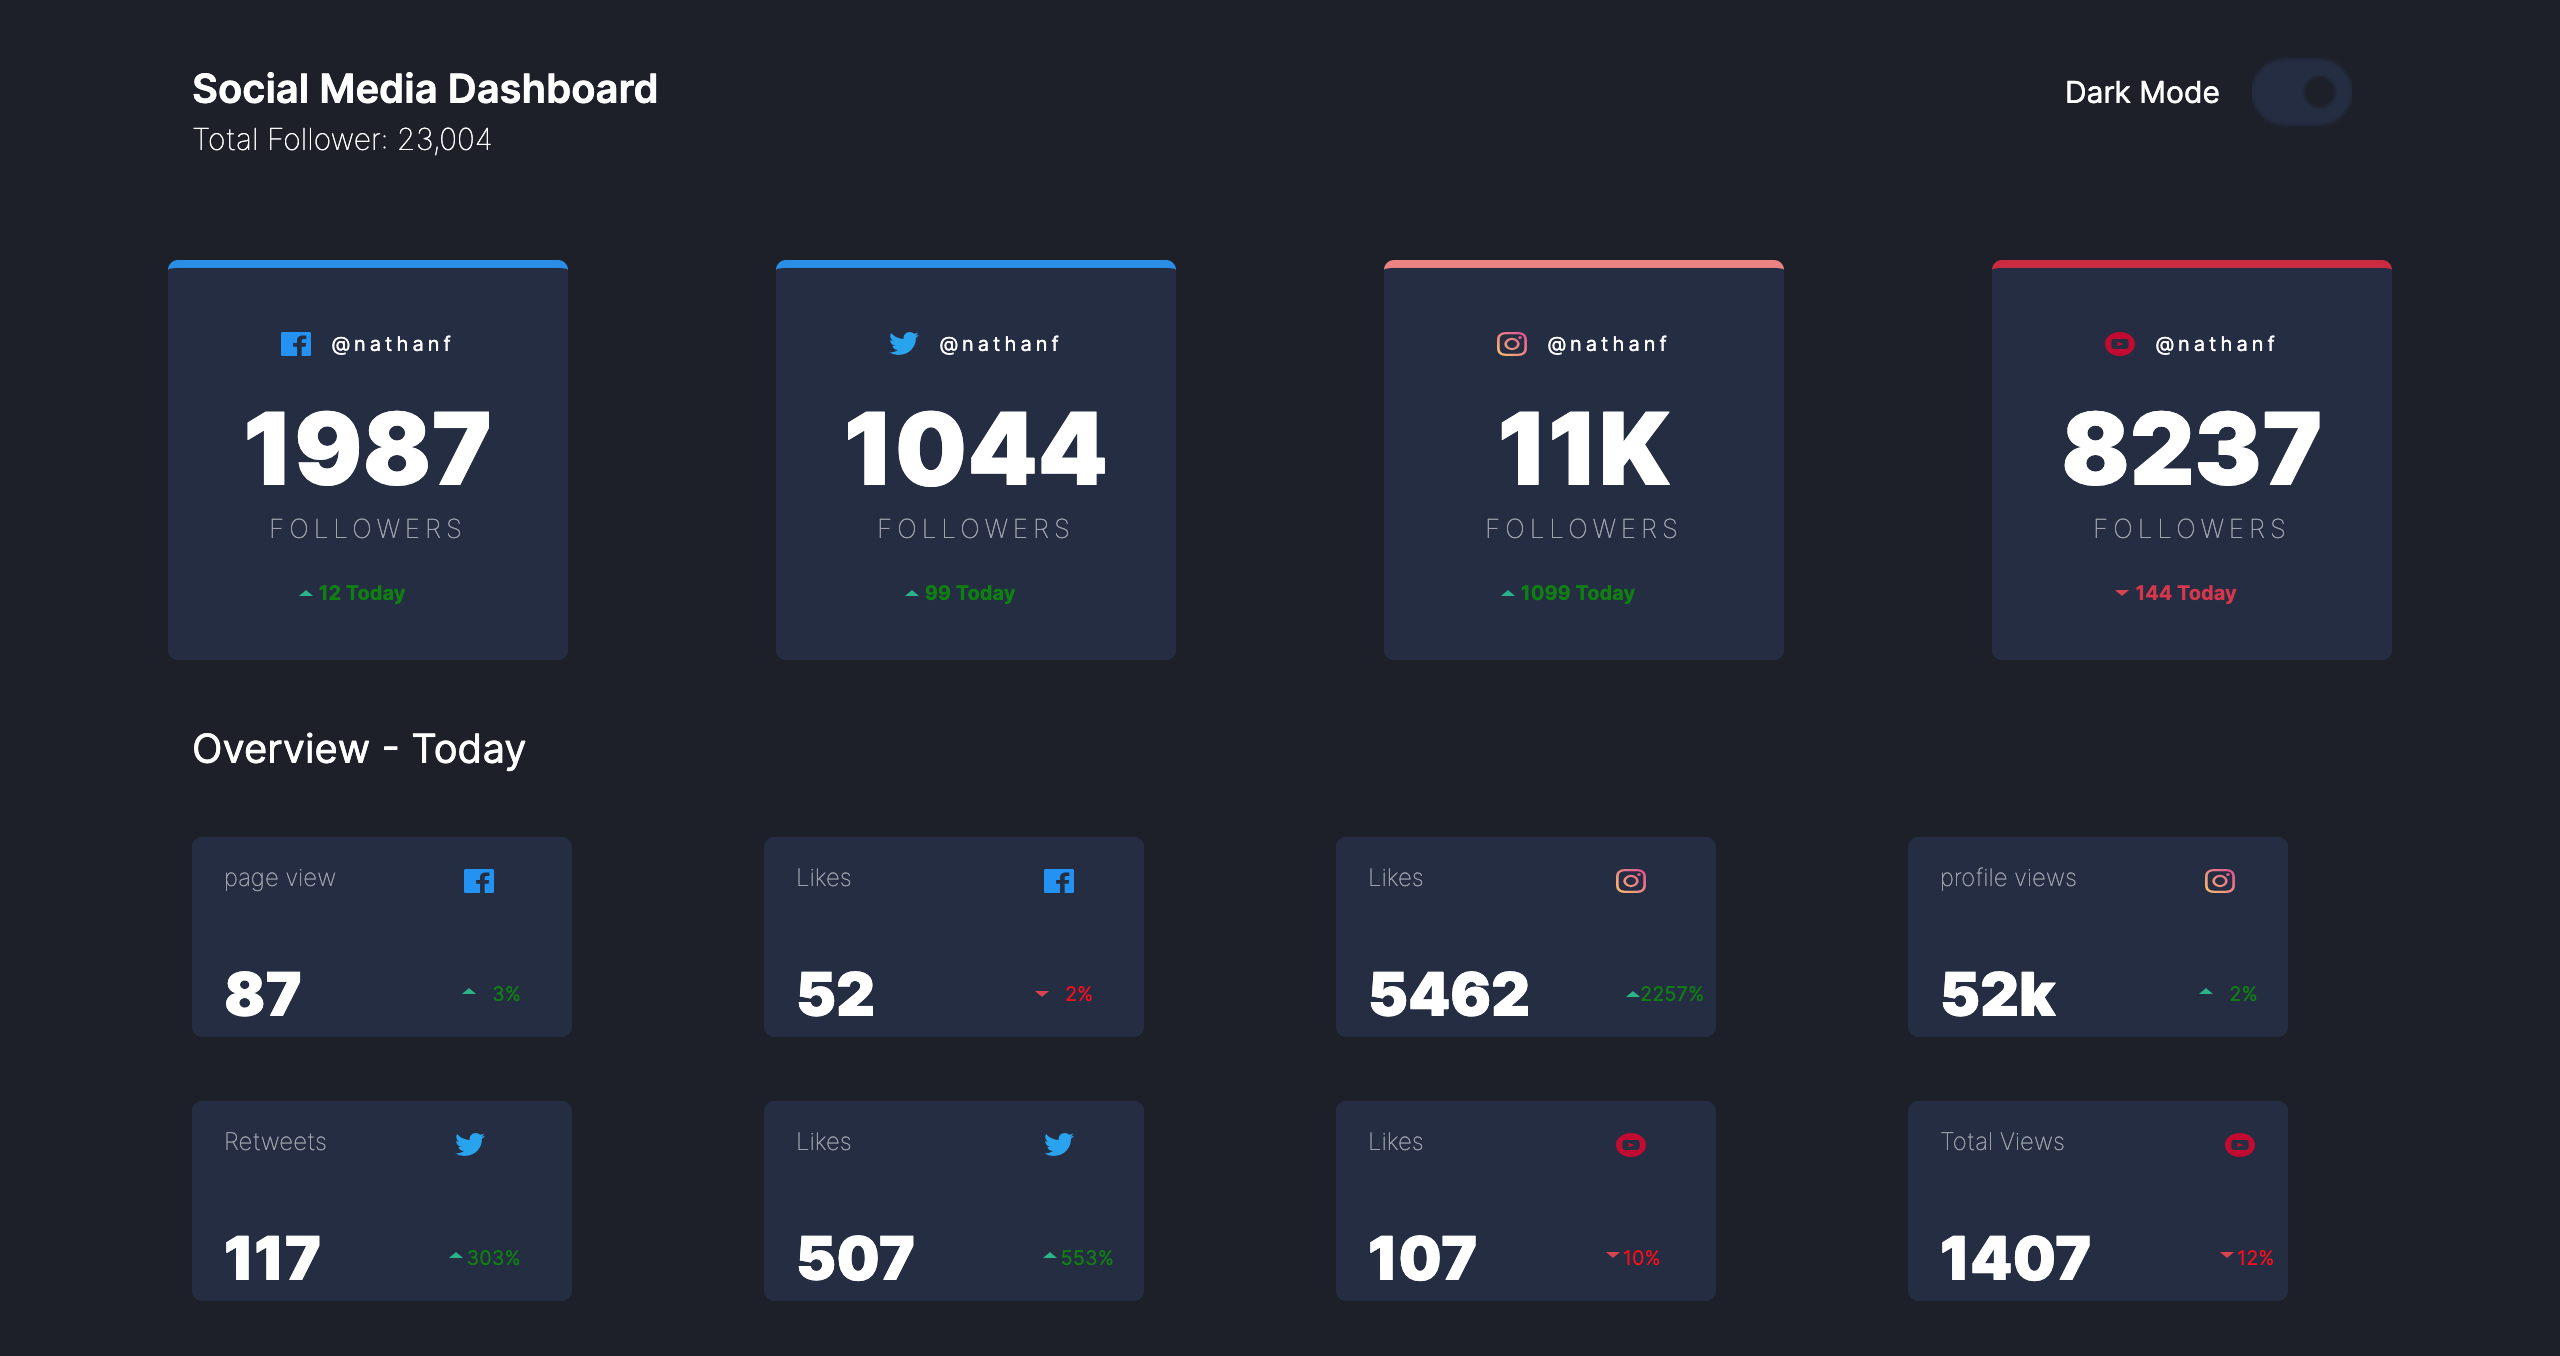 Social Media Dashboard
Dark Mode
Total Follower: 23,004
@nathanf
1987
FOLLOWERS
12 Today
@nathanf
1044
FOLLOWERS
99 Today
@nathanf
11K
FOLLOWERS
1099 Today
@nathanf
8237
FOLLOWERS
144 Today
Overview - Today
page view
87
3%
Likes
52
2%
Likes
5462
2257%
profile views
52k
2%
Retweets
117
303%
Likes
507
553%
Likes
107
10%
Total Views
1407
12%